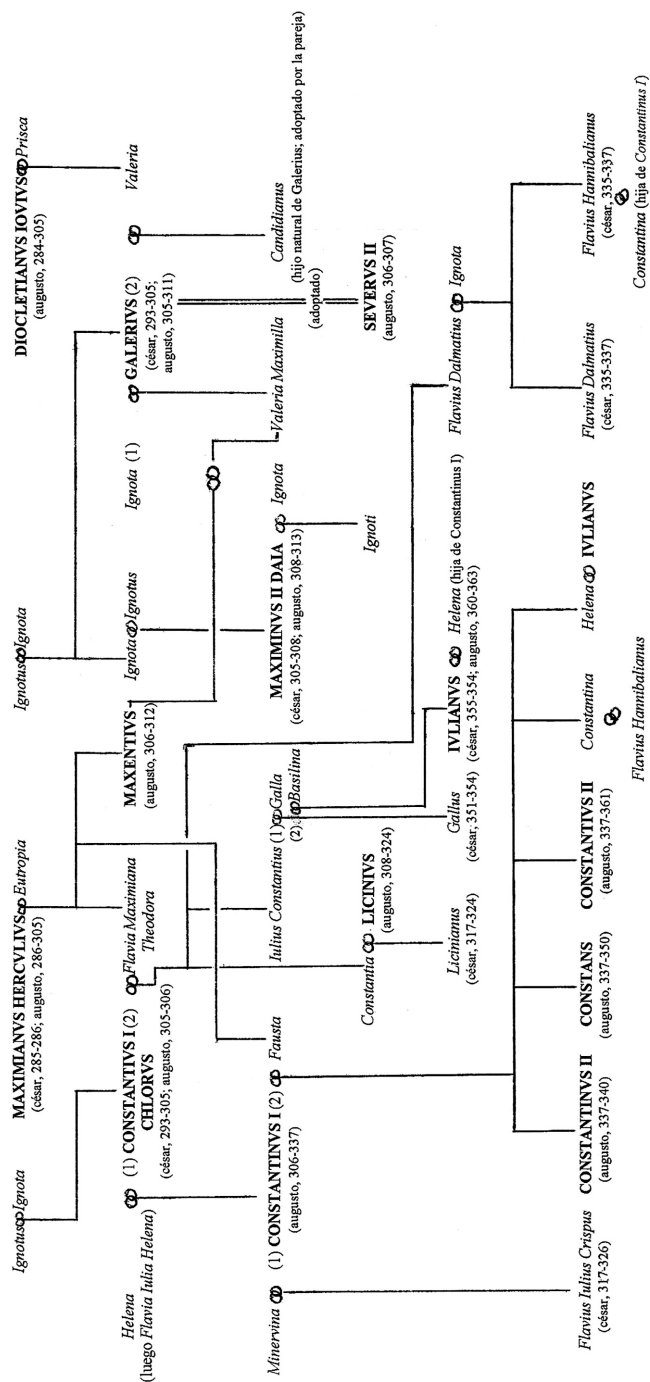 Ignotus Ignota
MAXIMIANVS HERCVLIVS Eutropia
(césar, 285-286; augusto, 286-305)
Ignotus Ignota
DIOCLETIANVS IOVIVS Prisca
(augusto, 284-305)
Helena
(luego Flavia Iulia Helena)
(1) CONSTANTIVS I (2)
CHLORVS
(césar, 293-305; augusto, 305-306)
Flavia Maximiana
Theodora
MAXENTIVS
(augusto, 306-312)
Ignota Ignotus
Ignota (1)
GALERIVS (2)
(césar, 293-305;
augusto, 305-311)
Valeria
Minervina
(1) CONSTANTINVS I (2)
(augusto, 306-337)
Fausta
Iulius Constantius (1) Galla
(2) Basilina
MAXIMINVS II DAIA
(césar, 305-308; augusto, 308-313)
Ignota
Valeria Maximilla
Candidianus
(hijo natural de Galerius; adoptado por la pareja)
(adoptado)
Constantia LICINIVS
(augusto, 308-324)
Ignoti
SEVERVS II
(augusto, 306-307)
Licinianus
(césar, 317-324)
Gallus
(césar, 351-354)
IVLIANVS Helena (hija de Constantinus I)
(césar, 355-354; augusto, 360-363)
Flavius Dalmatius Ignota
Flavius Iulius Crispus
(césar, 317-326)
CONSTANTINVS II
(augusto, 337-340)
CONSTANS
(augusto, 337-350)
CONSTANTIVS II
(augusto, 337-361)
Constantina
Flavius Hannibalianus
Helena IVLIANVS
Flavius Dalmatius
(césar, 335-337)
Flavius Hannibalianus
(césar, 335-337)
Constantina (hija de Constantinus I)